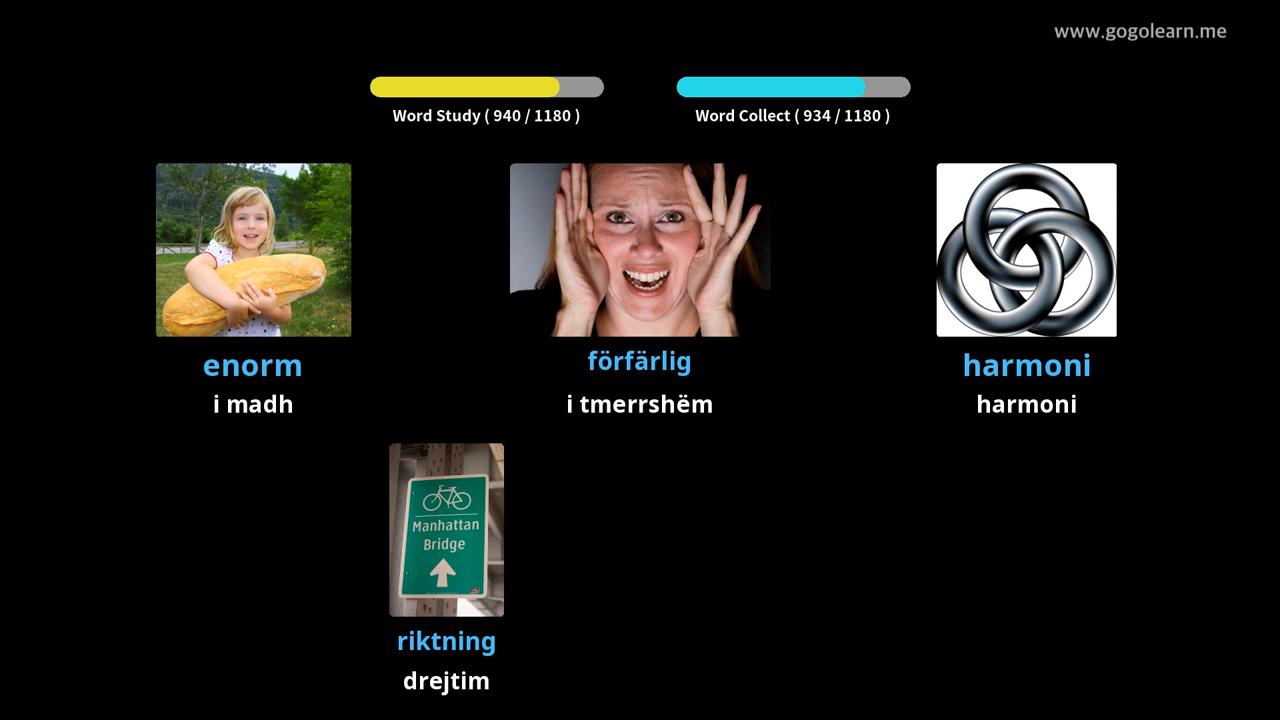 www.gogolearn.me
Word Study ( 940 / 1180 )
Word Collect ( 934 / 1180 )
enorm
i madh
förfärlig
i tmerrshëm
harmoni
harmoni
Manhattan
Bridge
riktning
drejtim